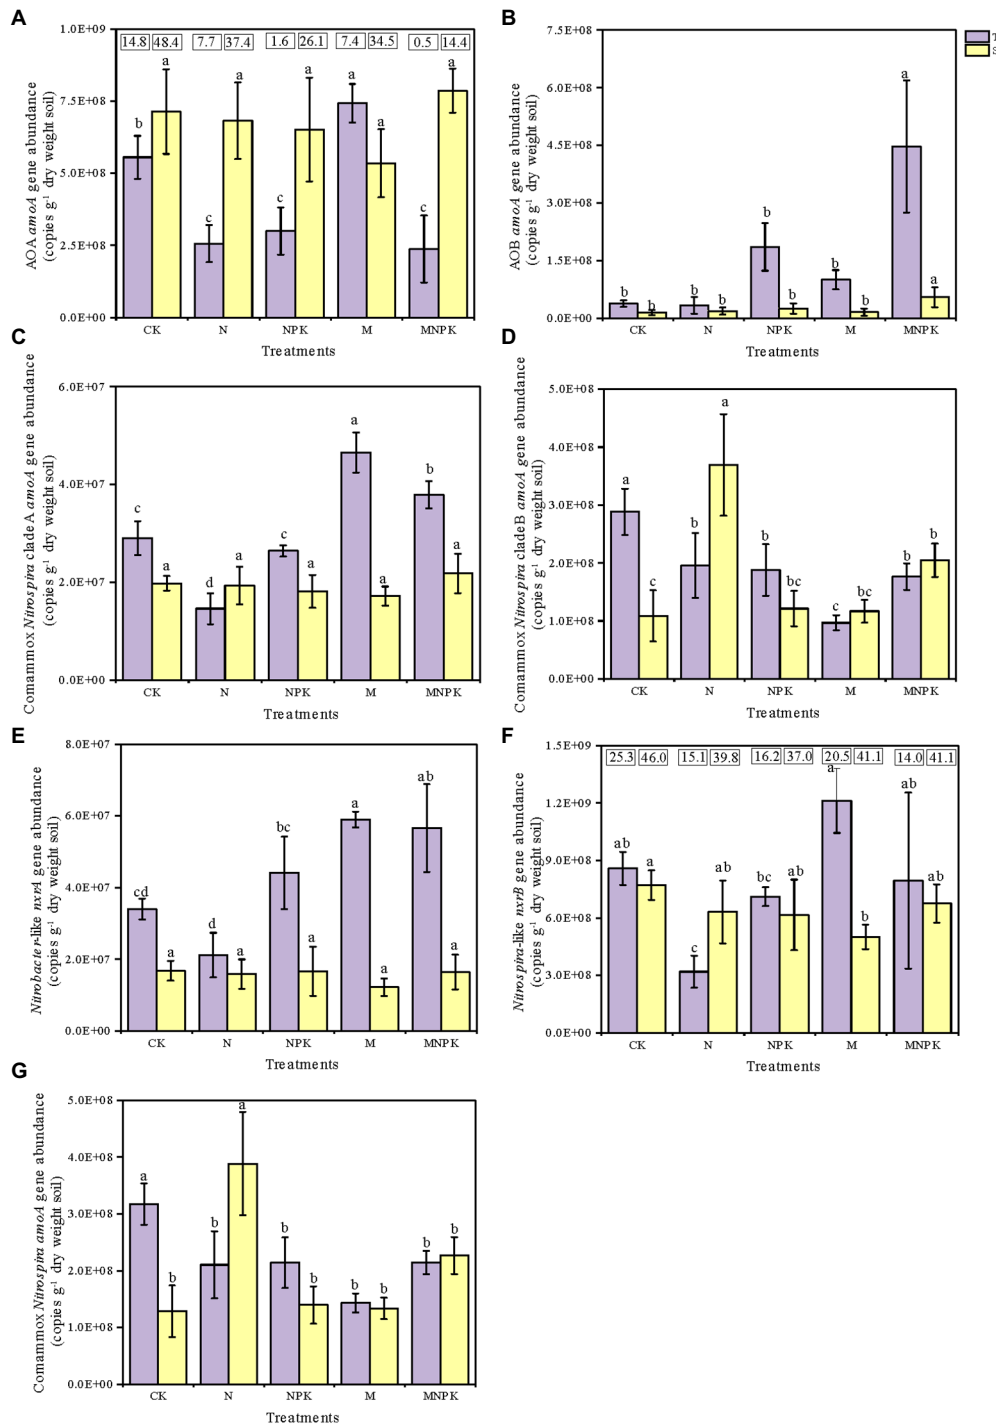 A
AOA amoA gene abundance
(copies g-1 dry weight soil)
1.0E+09
7.5E+08
5.0E+08
2.5E+08
0.0E+00
14.8 48.4 7.7 37.4 1.6 26.1 7.4 34.5 0.5 14.4
b a c a c a a a c a
CK N NPK M MNPK
Treatments
B
AOB amoA gene abundance
(copies g-1 dry weight soil)
7.5E+08
6.0E+08
4.5E+08
3.0E+08
1.5E+08
0.0E+00
b b b b b b b b a a
CK N NPK M MNPK
Treatments
T
S
C
Comammox Nitrospira cladeA amoA gene abundance
(copies g-1 dry weight soil)
6.0E+07
4.0E+07
2.0E+07
0.0E+00
c a d a c a a a b a
CK N NPK M MNPK
Treatments
D
Comammox Nitrospira cladeB amoA gene abundance
(copies g-1 dry weight soil)
5.0E+08
4.0E+08
3.0E+08
2.0E+08
1.0E+08
0.0E+00
a c b a b bc b bc b b
CK N NPK M MNPK
Treatments
E
Nitrobacter-like nxrA gene abundance
(copies g-1 dry weight soil)
8.0E+07
6.0E+07
4.0E+07
2.0E+07
0.0E+00
cd a d a bc a a a ab a
CK N NPK M MNPK
Treatments
F
Nitrospira-like nxrB gene abundance
(copies g-1 dry weight soil)
1.5E+09
1.2E+09
9.0E+08
6.0E+08
3.0E+08
0.0E+00
25.3 46.0 15.1 39.8 16.2 37.0 20.5 41.1 14.0 41.1
ab a c ab bc ab a b ab ab
CK N NPK M MNPK
Treatments
G
Comammox Nitrospira amoA gene abundance
(copies g-1 dry weight soil)
5.0E+08
4.0E+08
3.0E+08
2.0E+08
1.0E+08
0.0E+00
a b b a b b b b b b
CK N NPK M MNPK
Treatments